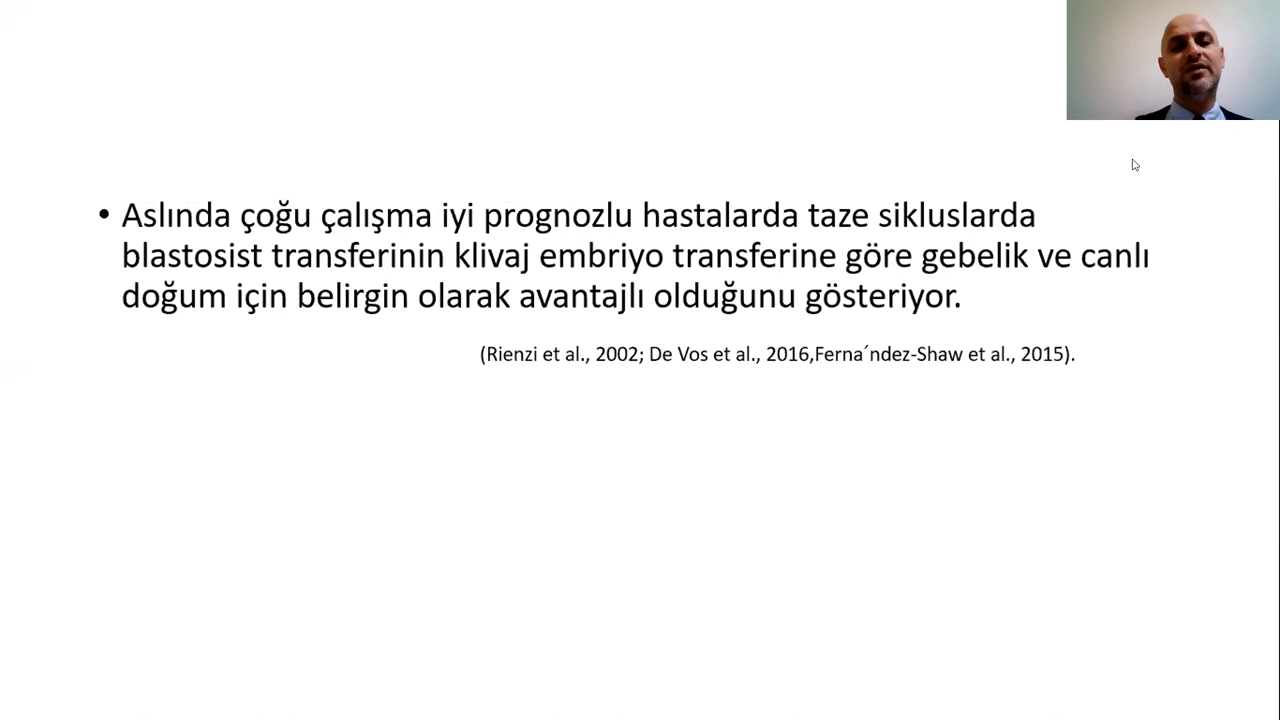 • Aslında çoğu çalışma iyi prognozlu hastalarda taze sikluslarda
blastosist transferinin klivaj embriyo transferine göre gebelik ve canlı
doğum için belirgin olarak avantajlı olduğunu gösteriyor.
(Rienzi et al., 2002; De Vos et al., 2016,Ferna´ndez-Shaw et al., 2015).